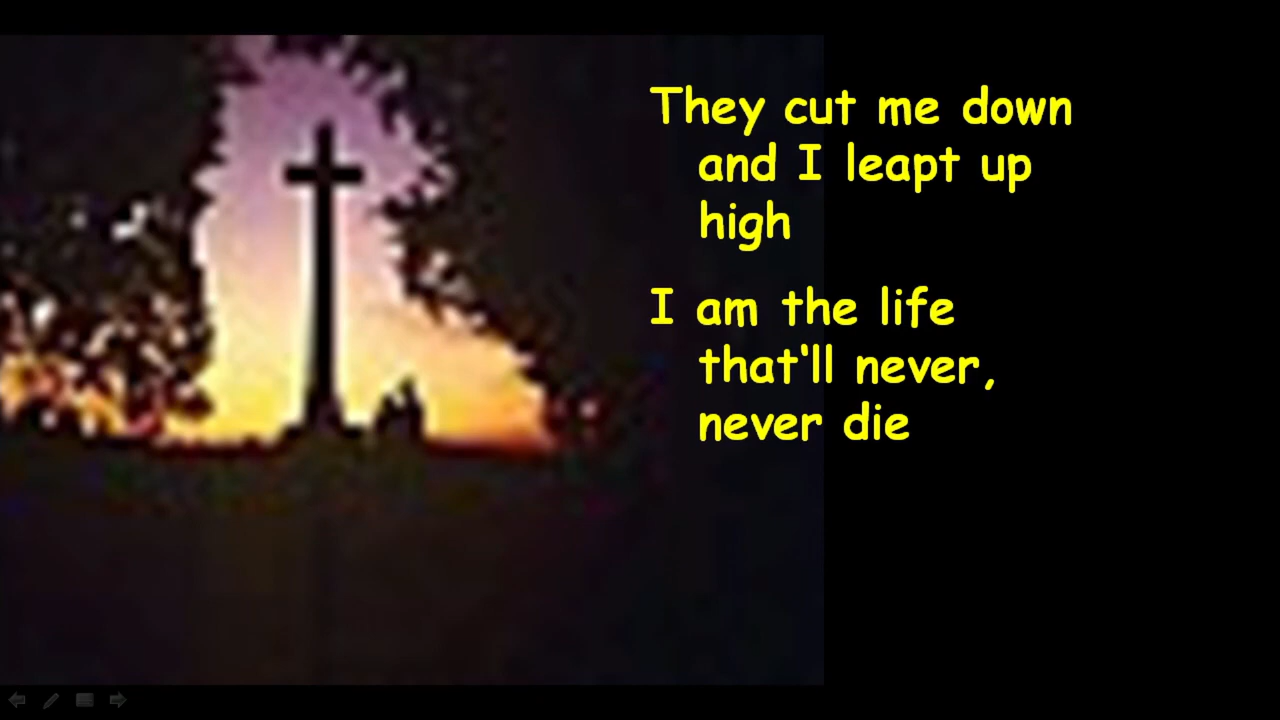 They cut me down
and I leapt up
high
I am the life
that'll never,
never die